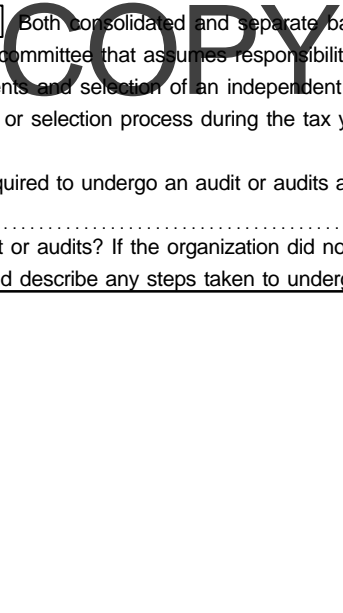 COPY
Both consolidated and separate ba
committee that assumes responsibilit
nts and selection of an independent
or selection process during the tax y
quired to undergo an audit or audits a
t or audits? If the organization did no
d describe any steps taken to underg